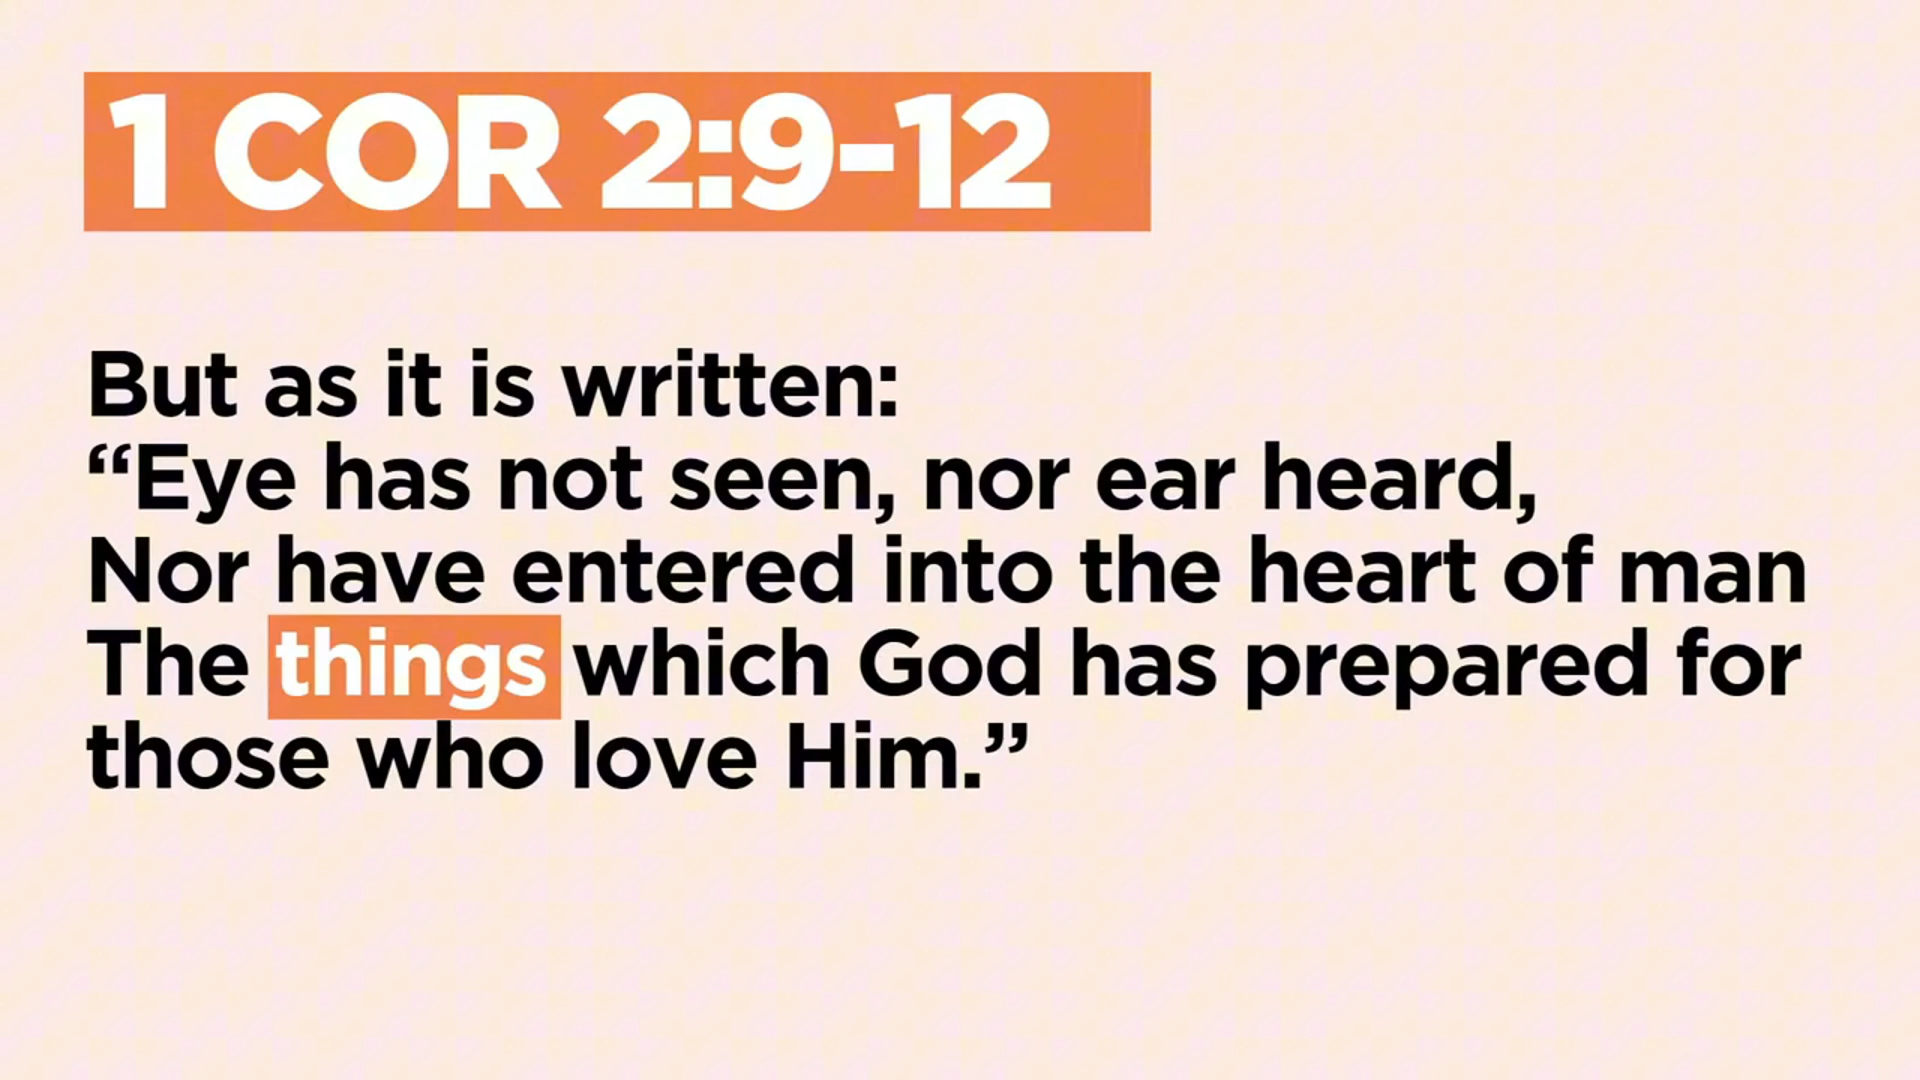 1 COR 2:9-12
But as it is written:
“Eye has not seen, nor ear heard,
Nor have entered into the heart of man
The things which God has prepared for
those who love Him.”